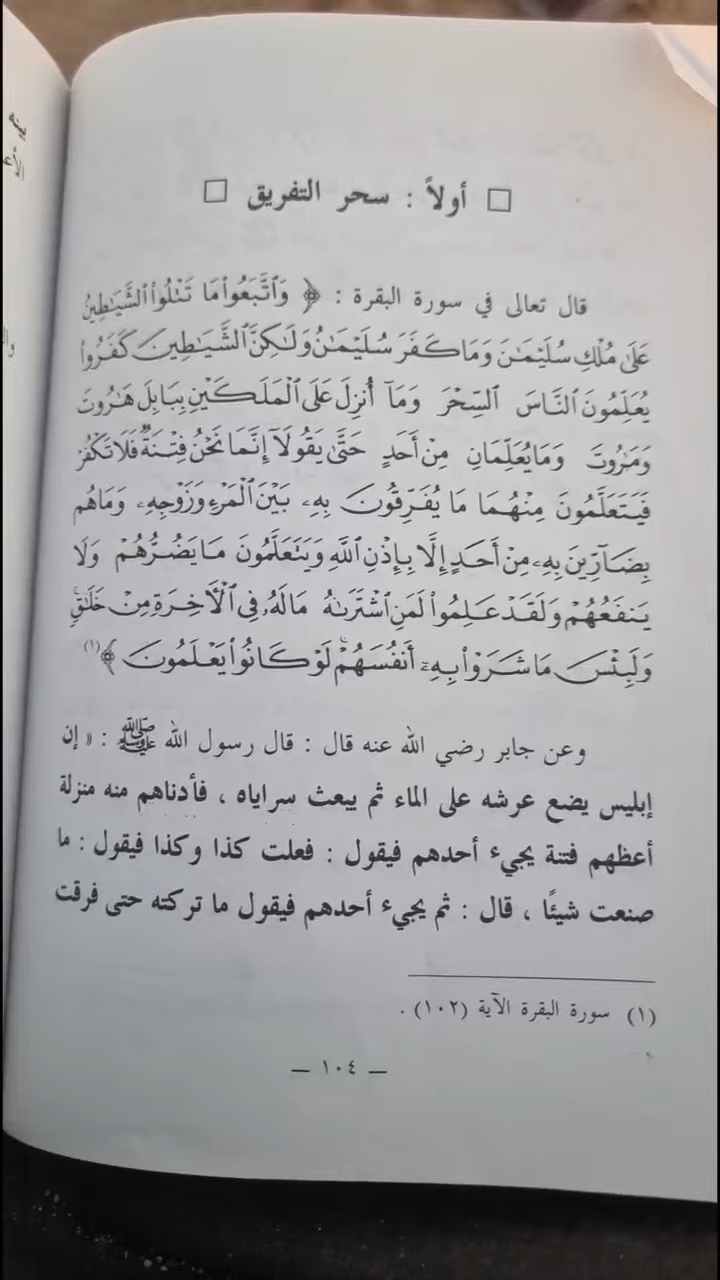 □ أولاً : سحر التفريق □
قال تعالى في سورة البقرة : ﴿ وَٱتَّبَعُوا۟ مَا تَتْلُوا۟ ٱلشَّيَٰطِينُ
عَلَىٰ مُلْكِ سُلَيْمَٰنَ وَمَا كَفَرَ سُلَيْمَٰنُ وَلَٰكِنَّ ٱلشَّيَٰطِينَ كَفَرُوا۟
يُعَلِّمُونَ ٱلنَّاسَ ٱلسِّحْرَ وَمَآ أُنزِلَ عَلَى ٱلْمَلَكَيْنِ بِبَابِلَ هَٰرُوتَ
وَمَٰرُوتَ وَمَا يُعَلِّمَانِ مِنْ أَحَدٍ حَتَّىٰ يَقُولَآ إِنَّمَا نَحْنُ فِتْنَةٌ فَلَا تَكْفُرْ
فَيَتَعَلَّمُونَ مِنْهُمَا مَا يُفَرِّقُونَ بِهِۦ بَيْنَ ٱلْمَرْءِ وَزَوْجِهِۦ وَمَا هُم
بِضَآرِّينَ بِهِۦ مِنْ أَحَدٍ إِلَّا بِإِذْنِ ٱللَّهِ وَيَتَعَلَّمُونَ مَا يَضُرُّهُمْ وَلَا
يَنفَعُهُمْ وَلَقَدْ عَلِمُوا۟ لَمَنِ ٱشْتَرَىٰهُ مَا لَهُۥ فِى ٱلْـَٔاخِرَةِ مِنْ خَلَٰقٍۚ
وَلَبِئْسَ مَا شَرَوْا۟ بِهِۦٓ أَنفُسَهُمْۚ لَوْ كَانُوا۟ يَعْلَمُونَ ﴾(١)
وعن جابر رضي الله عنه قال : قال رسول الله ﷺ : « إن
إبليس يضع عرشه على الماء ثم يبعث سراياه ، فأدناهم منه منزلة
أعظهم فتنة يجيء أحدهم فيقول : فعلت كذا وكذا فيقول : ما
صنعت شيئًا ، قال : ثم يجيء أحدهم فيقول ما تركته حتى فرقت
(١) سورة البقرة الآية (١٠٢) .
— ١٠٤ —